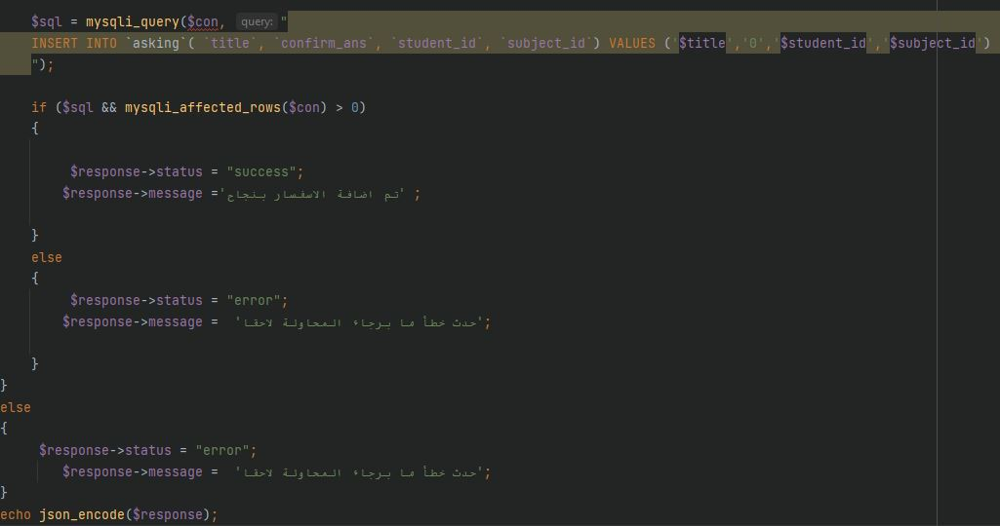 $sql = mysqli_query($con, query: "
INSERT INTO `asking`( `title`, `confirm_ans`, `student_id`, `subject_id`) VALUES ('$title','0','$student_id','$subject_id')
");
if ($sql && mysqli_affected_rows($con) > 0)
{
$response->status = "success";
$response->message ='تم اضافة الاسفسار بنجاح' ;
}
else
{
$response->status = "error";
$response->message = 'حدث خطأ ما برجاء المحاولة لاحقا';
}
}
else
{
$response->status = "error";
$response->message = 'حدث خطأ ما برجاء المحاولة لاحقا';
}
echo json_encode($response);